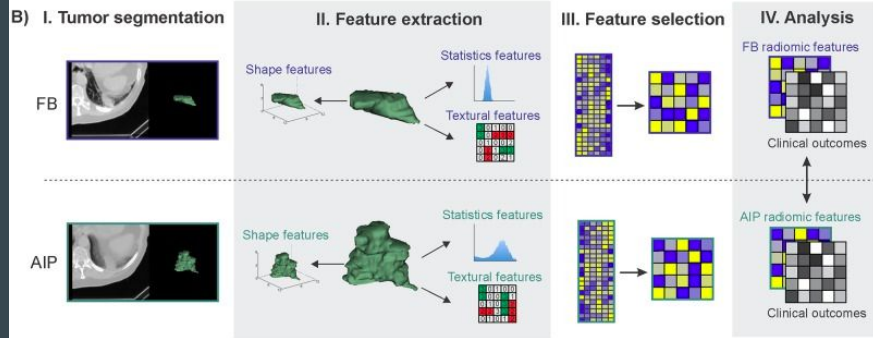 B) I. Tumor segmentation II. Feature extraction III. Feature selection IV. Analysis
FB
Shape features
Statistics features
Textural features
FB radiomic features
Clinical outcomes
AIP
Shape features
Statistics features
Textural features
AIP radiomic features
Clinical outcomes